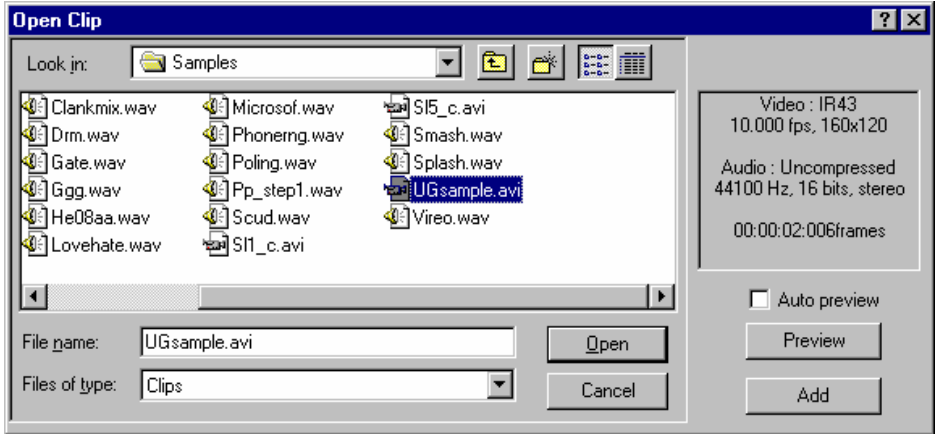 Open Clip
Look in: Samples
Clankmix.wav Microsof.wav SI5_c.avi
Drm.wav Phonerng.wav Smash.wav
Gate.wav Poling.wav Splash.wav
Ggg.wav Pp_step1.wav UGsample.avi
He08aa.wav Scud.wav Vireo.wav
Lovehate.wav SI1_c.avi
File name: UGsample.avi Open
Files of type: Clips Cancel
Video : IR43
10.000 fps, 160x120
Audio : Uncompressed
44100 Hz, 16 bits, stereo
00:00:02:006frames
Auto preview
Preview
Add